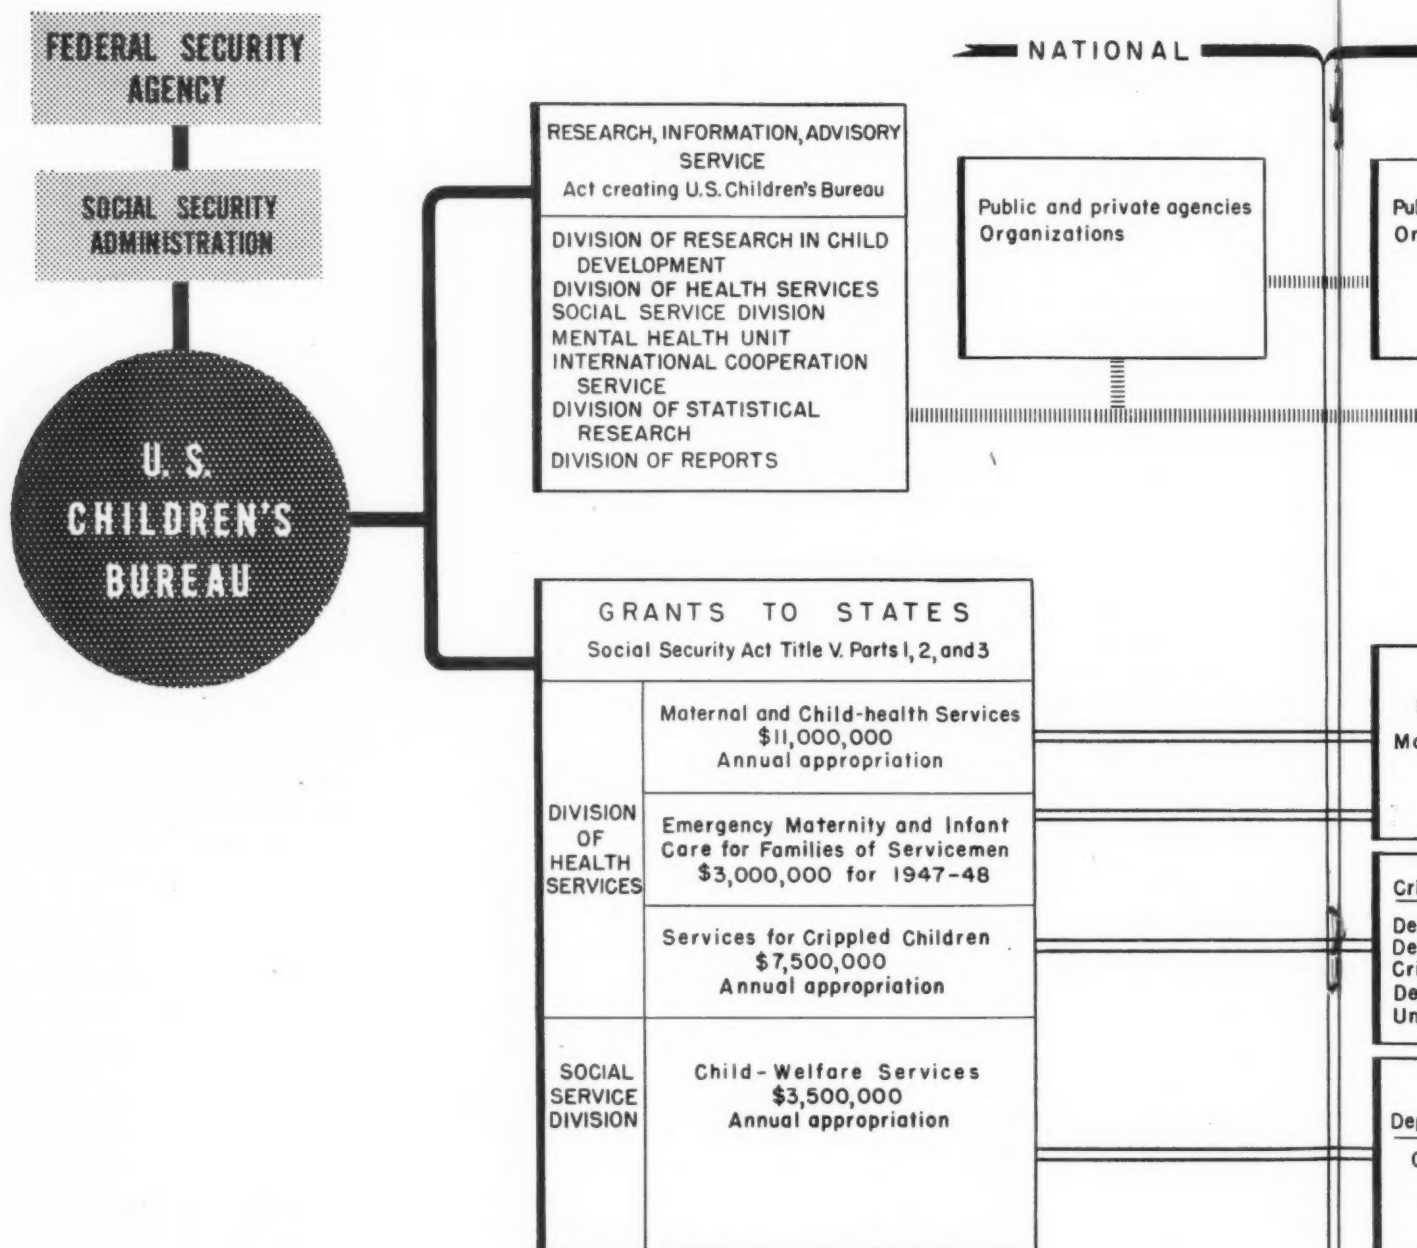 FEDERAL SECURITY
AGENCY
SOCIAL SECURITY
ADMINISTRATION
U. S.
CHILDREN'S
BUREAU
NATIONAL
RESEARCH, INFORMATION, ADVISORY
SERVICE
Act creating U.S. Children's Bureau
DIVISION OF RESEARCH IN CHILD
DEVELOPMENT
DIVISION OF HEALTH SERVICES
SOCIAL SERVICE DIVISION
MENTAL HEALTH UNIT
INTERNATIONAL COOPERATION
SERVICE
DIVISION OF STATISTICAL
RESEARCH
DIVISION OF REPORTS
Public and private agencies
Organizations
GRANTS TO STATES
Social Security Act Title V. Parts 1, 2, and 3
DIVISION
OF
HEALTH
SERVICES
Maternal and Child-health Services
$11,000,000
Annual appropriation
Emergency Maternity and Infant
Care for Families of Servicemen
$3,000,000 for 1947-48
Services for Crippled Children
$7,500,000
Annual appropriation
SOCIAL
SERVICE
DIVISION
Child-Welfare Services
$3,500,000
Annual appropriation